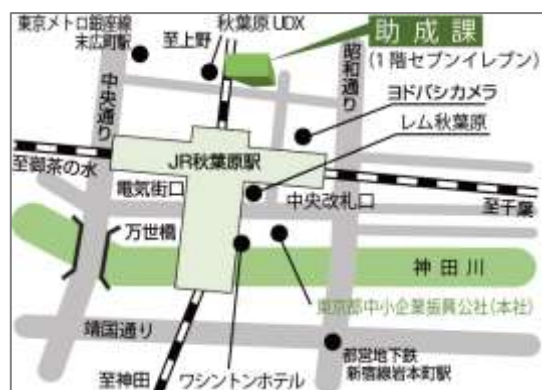 東京メトロ銀座線
末広町駅
秋葉原UDX
至上野
助成課
(1階セブンイレブン)
中央通り
昭和通り
ヨドバシカメラ
レム秋葉原
JR秋葉原駅
至御茶の水
電気街口
中央改札口
至千葉
万世橋
神田川
東京都中小企業振興公社(本社)
靖国通り
至神田
ワシントンホテル
都営地下鉄
新宿線岩本町駅